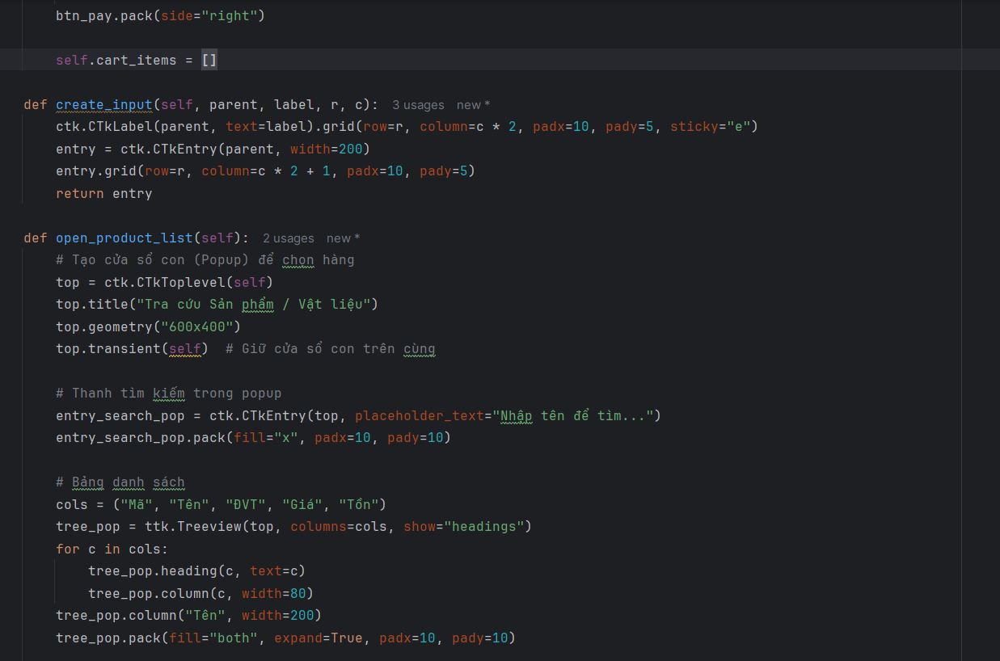 btn_pay.pack(side="right")
self.cart_items = []
def create_input(self, parent, label, r, c): 3 usages new *
ctk.CTkLabel(parent, text=label).grid(row=r, column=c * 2, padx=10, pady=5, sticky="e")
entry = ctk.CTkEntry(parent, width=200)
entry.grid(row=r, column=c * 2 + 1, padx=10, pady=5)
return entry
def open_product_list(self): 2 usages new *
# Tạo cửa sổ con (Popup) để chọn hàng
top = ctk.CTkToplevel(self)
top.title("Tra cứu Sản phẩm / Vật liệu")
top.geometry("600x400")
top.transient(self) # Giữ cửa sổ con trên cùng
# Thanh tìm kiếm trong popup
entry_search_pop = ctk.CTkEntry(top, placeholder_text="Nhập tên để tìm...")
entry_search_pop.pack(fill="x", padx=10, pady=10)
# Bảng danh sách
cols = ("Mã", "Tên", "ĐVT", "Giá", "Tồn")
tree_pop = ttk.Treeview(top, columns=cols, show="headings")
for c in cols:
tree_pop.heading(c, text=c)
tree_pop.column(c, width=80)
tree_pop.column("Tên", width=200)
tree_pop.pack(fill="both", expand=True, padx=10, pady=10)